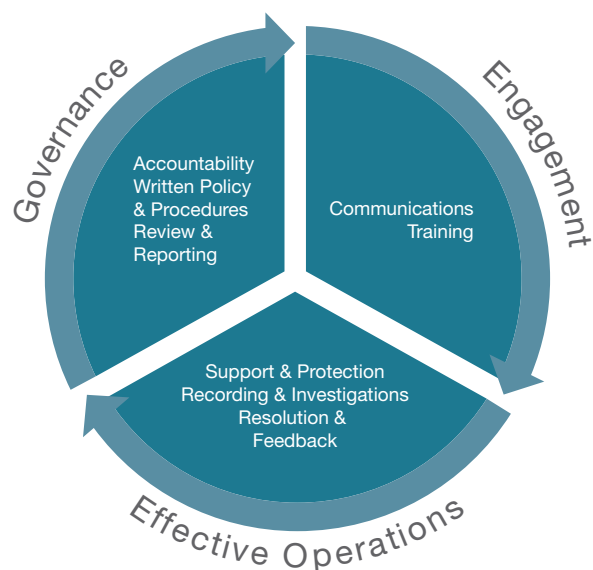 Governance
Accountability
Written Policy
& Procedures
Review &
Reporting
Engagement
Communications
Training
Support & Protection
Recording & Investigations
Resolution &
Feedback
Effective Operations